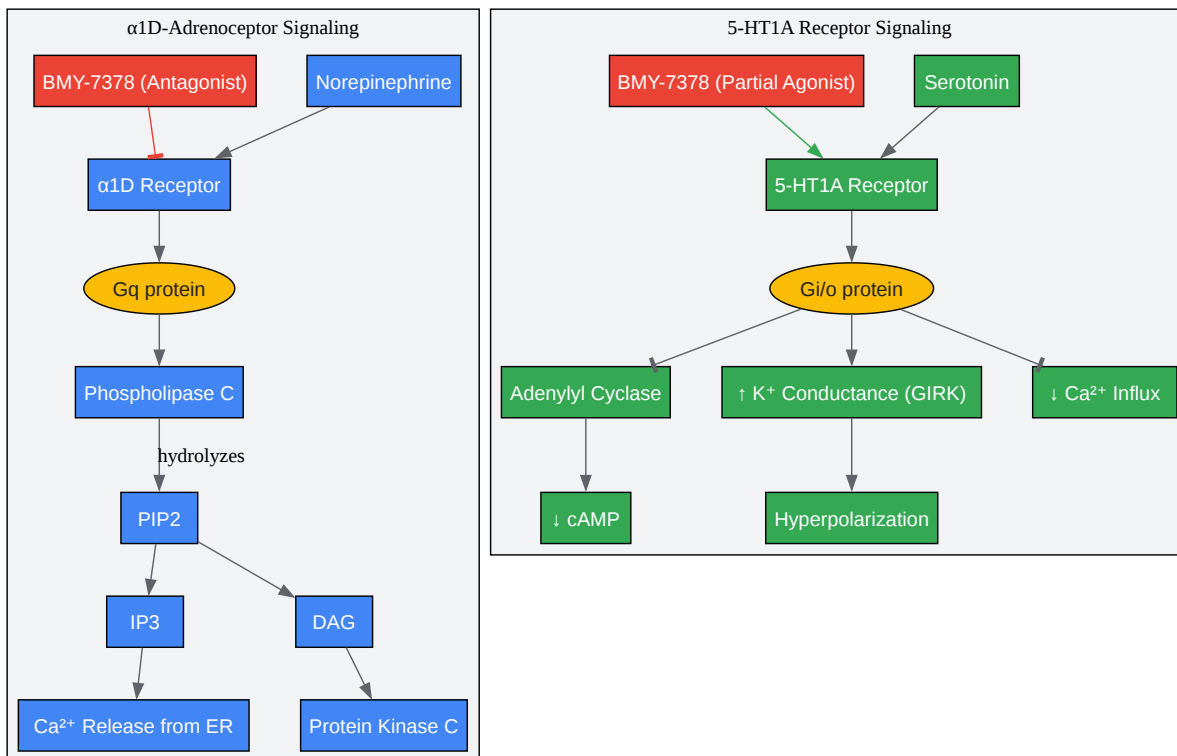 α1D-Adrenoceptor Signaling
BMY-7378 (Antagonist)
Norepinephrine
α1D Receptor
Gq protein
Phospholipase C
hydrolyzes
PIP2
IP3
DAG
Ca²⁺ Release from ER
Protein Kinase C
5-HT1A Receptor Signaling
BMY-7378 (Partial Agonist)
Serotonin
5-HT1A Receptor
Gi/o protein
Adenylyl Cyclase
↑ K⁺ Conductance (GIRK)
↓ Ca²⁺ Influx
↓ cAMP
Hyperpolarization